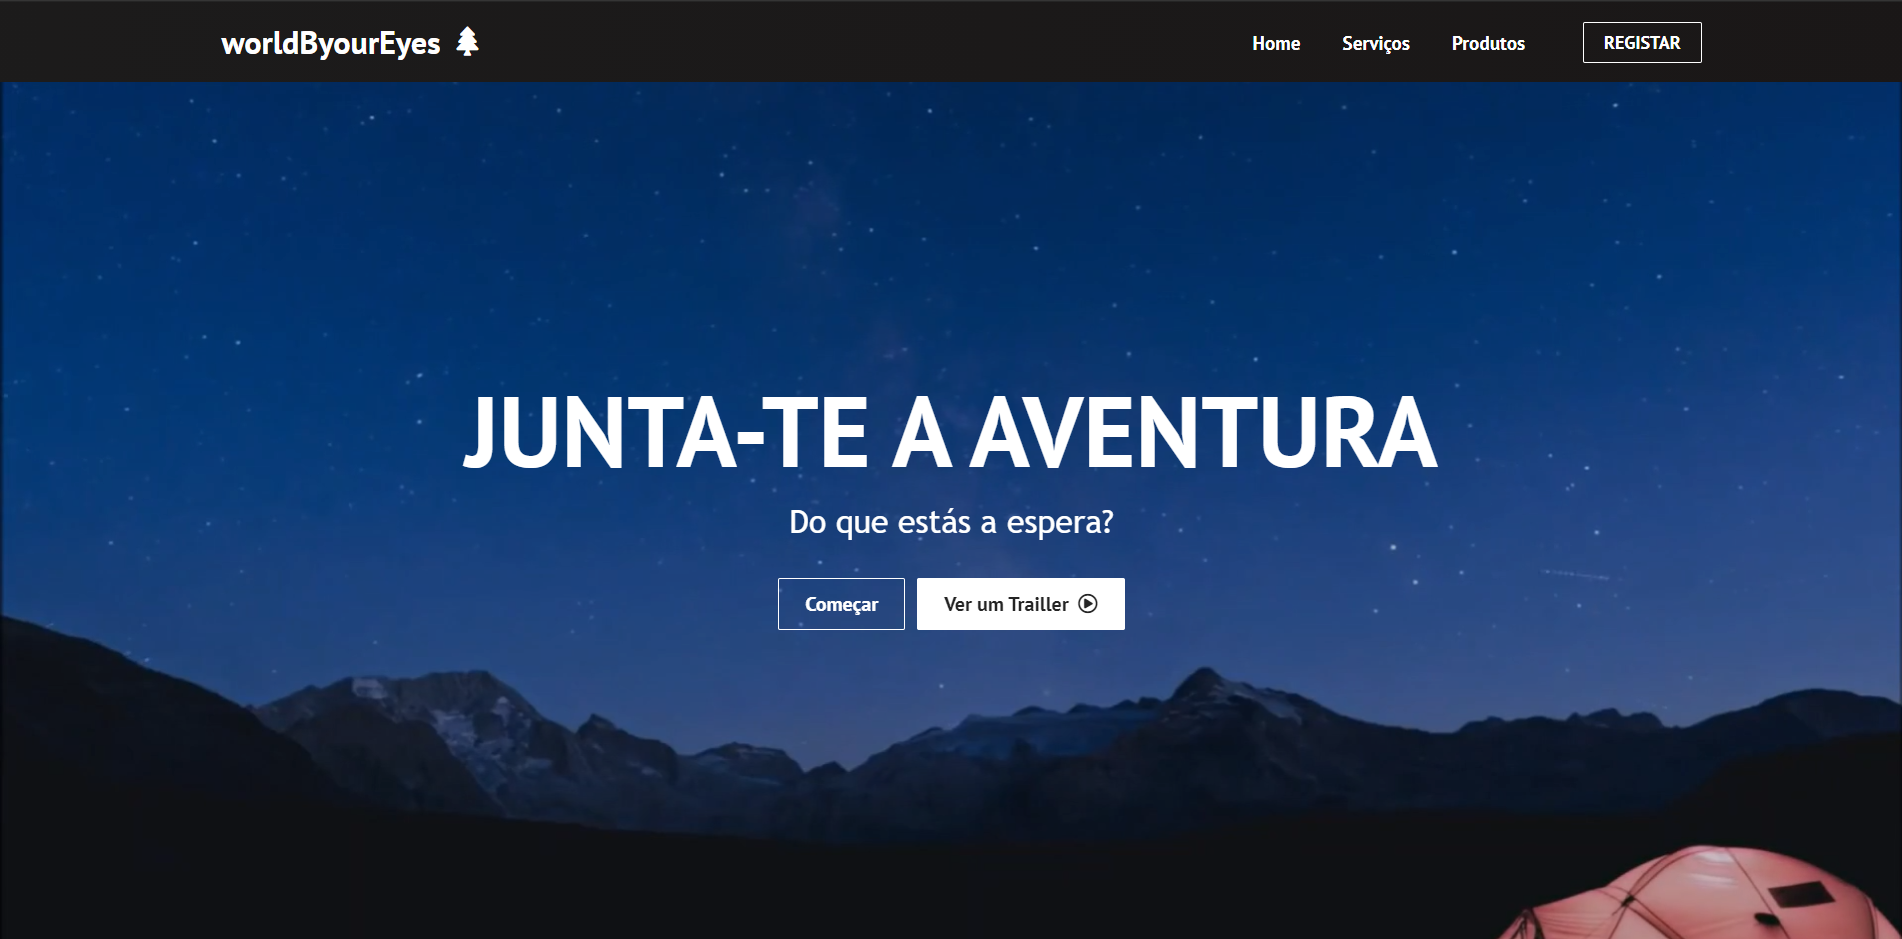 worldByourEyes
Home Serviços Produtos REGISTAR
JUNTA-TE A AVENTURA
Do que estás a espera?
Começar Ver um Trailler